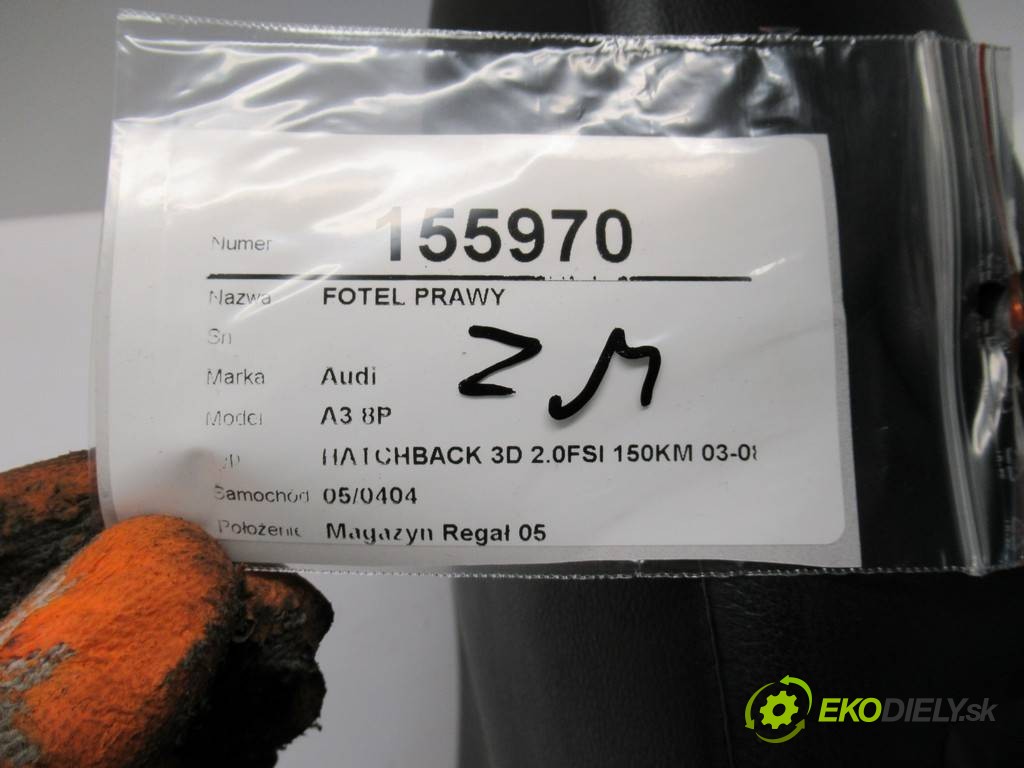 Numer 155970
Nazwa FOTEL PRAWY
Sn
Marka Audi
Model A3 8P
Typ HATCHBACK 3D 2.0FSI 150KM 03-08
Samochód 05/0404
Położenie Magazyn Regał 05
EKODIELY.sk